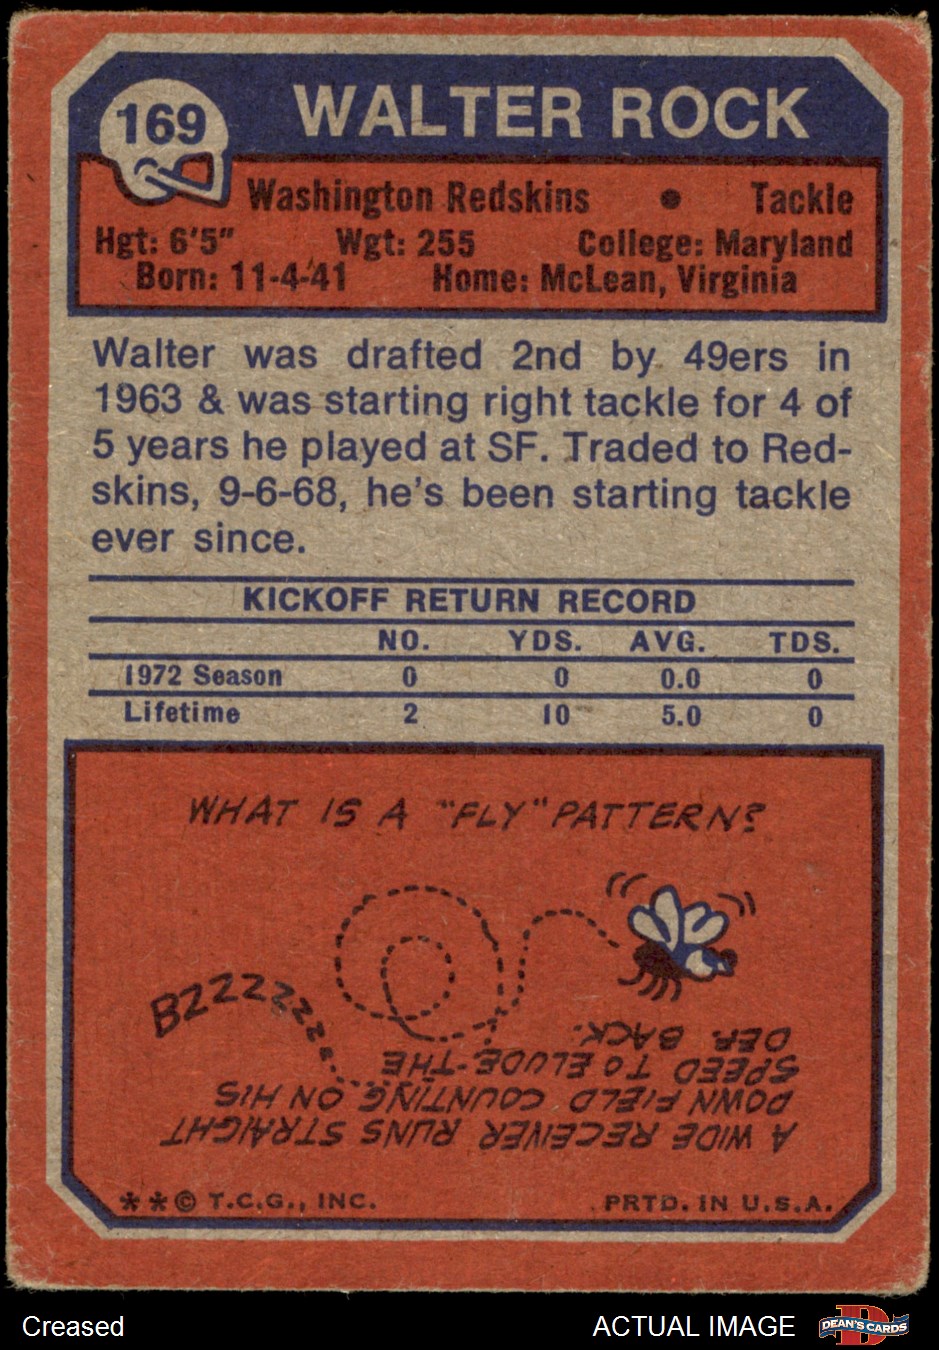 169
WALTER ROCK
Washington Redskins • Tackle
Hgt: 6'5" Wgt: 255 College: Maryland
Born: 11-4-41 Home: McLean, Virginia
Walter was drafted 2nd by 49ers in
1963 & was starting right tackle for 4 of
5 years he played at SF. Traded to Red-
skins, 9-6-68, he's been starting tackle
ever since.
KICKOFF RETURN RECORD
NO. YDS. AVG. TDS.
1972 Season 0 0 0.0 0
Lifetime 2 10 5.0 0
WHAT IS A "FLY" PATTERN?
BZZZZZZZ
A WIDE RECEIVER RUNS STRAIGHT
DOWN FIELD COUNTING ON HIS
SPEED TO ELUDE THE
DEF. BACK.
**© T.C.G., INC. PRTD. IN U.S.A.
Creased
ACTUAL IMAGE
DEAN'S CARDS